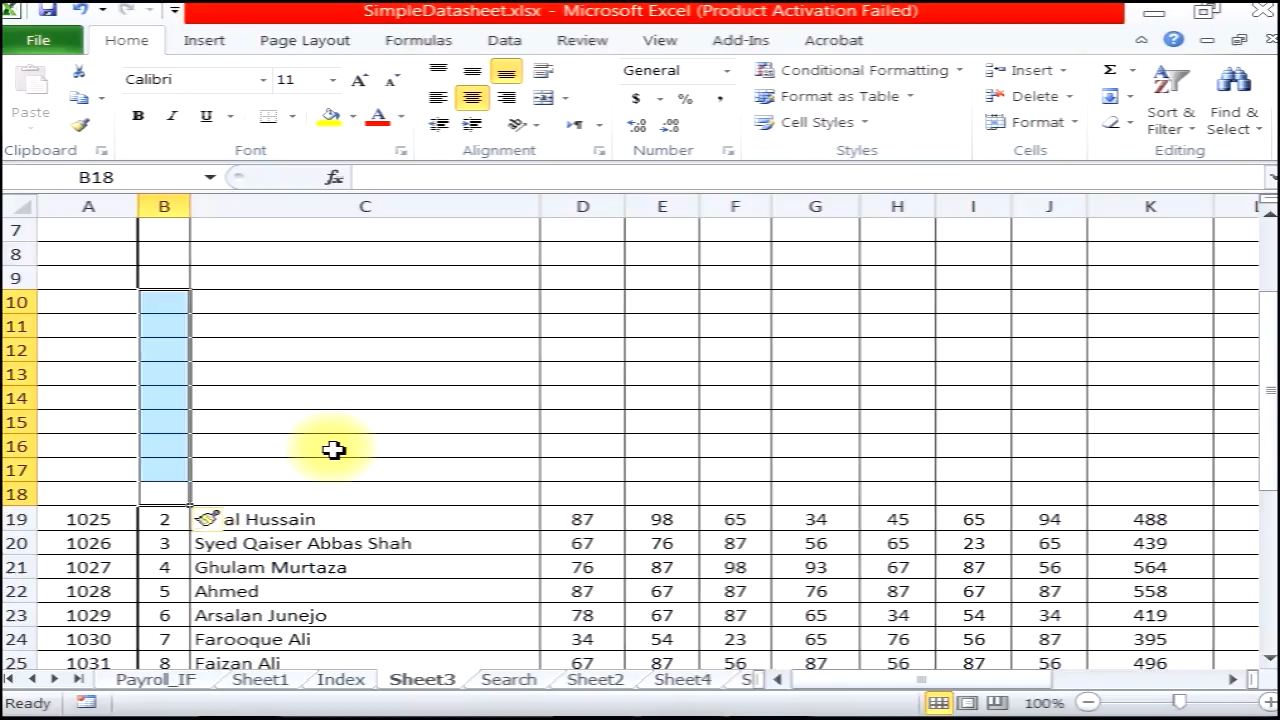 SimpleDatasheet.xlsx - Microsoft Excel (Product Activation Failed)
File Home Insert Page Layout Formulas Data Review View Add-Ins Acrobat
Calibri 11 General Conditional Formatting Insert
Format as Table Delete
Paste Cell Styles Format Sort & Filter Find & Select
Clipboard Font Alignment Number Styles Cells Editing
B18 fx
A B C D E F G H I J K
7
8
9
10
11
12
13
14
15
16
17
18
19 1025 2 al Hussain 87 98 65 34 45 65 94 488
20 1026 3 Syed Qaiser Abbas Shah 67 76 87 56 65 23 65 439
21 1027 4 Ghulam Murtaza 76 87 98 93 67 87 56 564
22 1028 5 Ahmed 87 67 87 76 87 67 87 558
23 1029 6 Arsalan Junejo 78 67 87 65 34 54 34 419
24 1030 7 Farooque Ali 34 54 23 65 76 56 87 395
25 1031 8 Faizan Ali 67 87 56 87 56 87 56 496
Payroll_IF Sheet1 Index Sheet3 Search Sheet2 Sheet4
Ready 100%